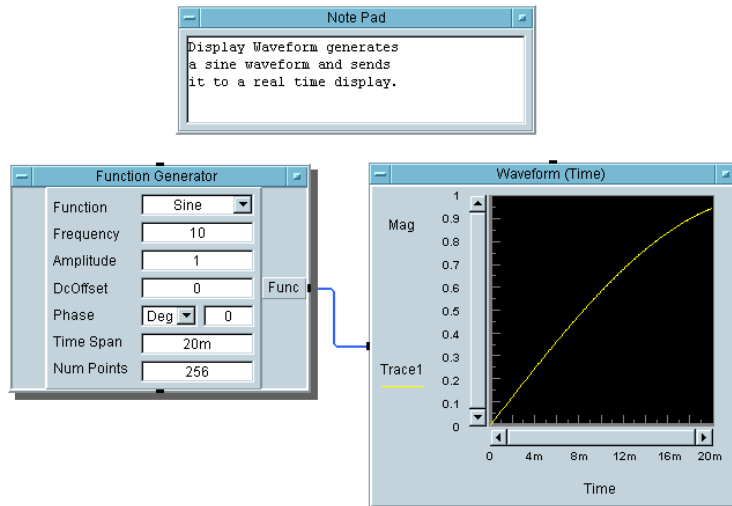 Note Pad
Display Waveform generates
a sine waveform and sends
it to a real time display.
Function Generator
Function Sine
Frequency 10
Amplitude 1
DcOffset 0
Phase Deg 0
Time Span 20m
Num Points 256
Func
Waveform (Time)
Mag
1
0.9
0.8
0.7
0.6
0.5
0.4
0.3
0.2
0.1
0
Trace1
0 4m 8m 12m 16m 20m
Time